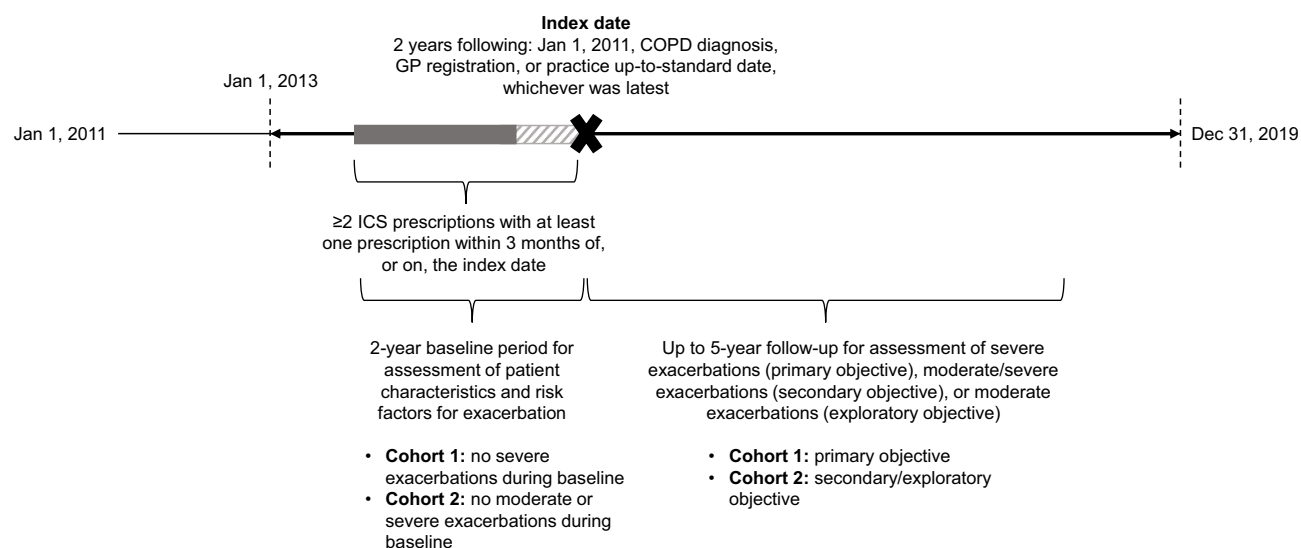 Index date
2 years following: Jan 1, 2011, COPD diagnosis,
GP registration, or practice up-to-standard date,
whichever was latest
Jan 1, 2013
Jan 1, 2011
Dec 31, 2019
≥2 ICS prescriptions with at least
one prescription within 3 months of,
or on, the index date
2-year baseline period for
assessment of patient
characteristics and risk
factors for exacerbation
• Cohort 1: no severe
exacerbations during baseline
• Cohort 2: no moderate or
severe exacerbations during
baseline
Up to 5-year follow-up for assessment of severe
exacerbations (primary objective), moderate/severe
exacerbations (secondary objective), or moderate
exacerbations (exploratory objective)
• Cohort 1: primary objective
• Cohort 2: secondary/exploratory
objective